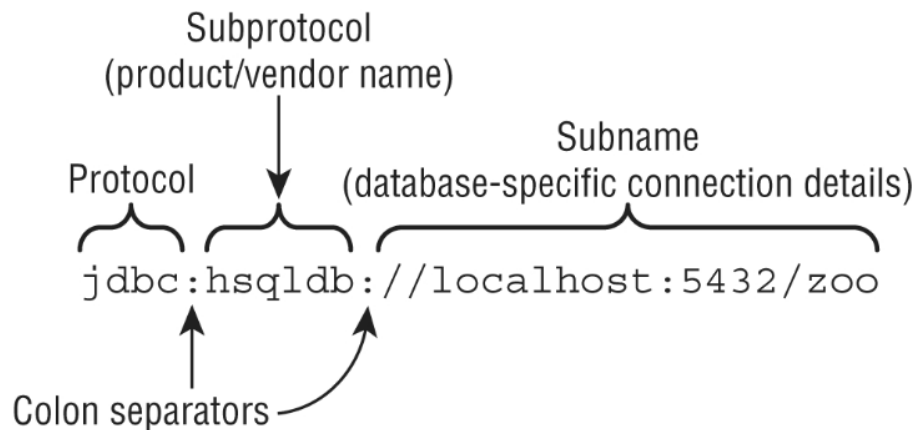 Subprotocol
(product/vendor name)
Subname
Protocol
(database-specific connection details)
jdbc:hsqldb://localhost:5432/zoo
Colon separators